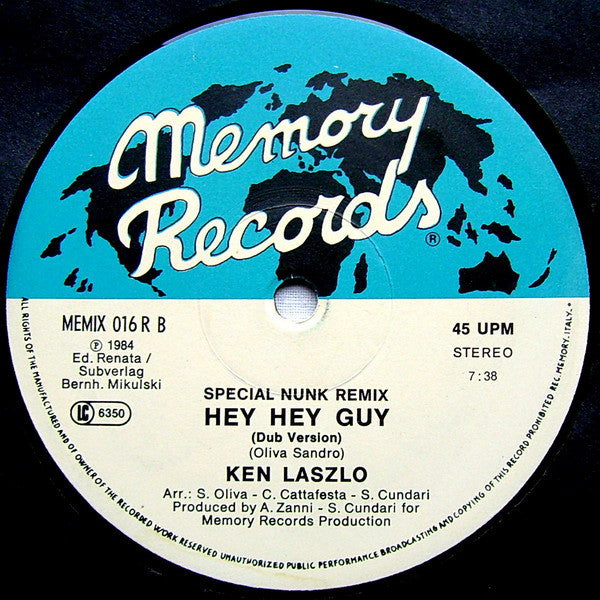 Memory
Records
®
MEMIX 016 R B
℗ 1984
Ed. Renata /
Subverlag
Bernh. Mikulski
LC 6350
45 UPM
STEREO
7:38
SPECIAL NUNK REMIX
HEY HEY GUY
(Dub Version)
(Oliva Sandro)
KEN LASZLO
Arr.: S. Oliva - C. Cattafesta - S. Cundari
Produced by A. Zanni - S. Cundari for
Memory Records Production
ALL RIGHTS OF THE MANUFACTURED AND OF OWNER OF THE RECORDED WORK RESERVED UNAUTHORIZED PUBLIC PERFORMANCE BROADCASTING AND COPYING OF THIS RECORD PROHIBITED REC. MEMORY. ITALY. •